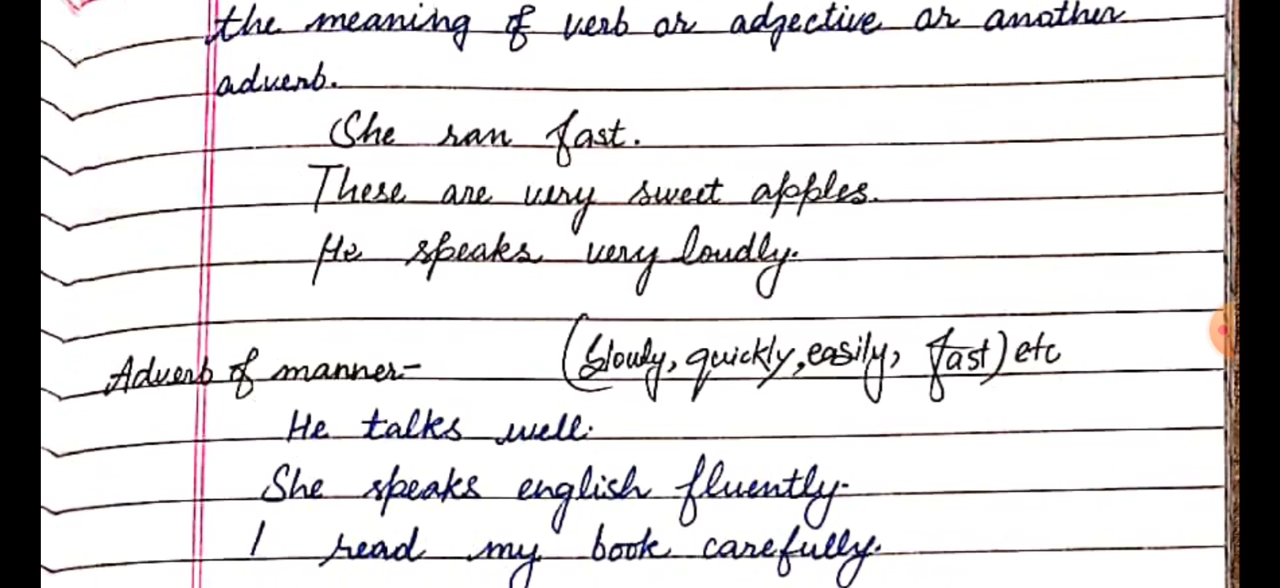 the meaning of verb or adjective or another
adverb.
She ran fast.
These are very sweet apples.
He speaks very loudly.
Adverb of manner- (Slowly, quickly, easily, fast) etc
He talks well.
She speaks english fluently.
I read my book carefully.